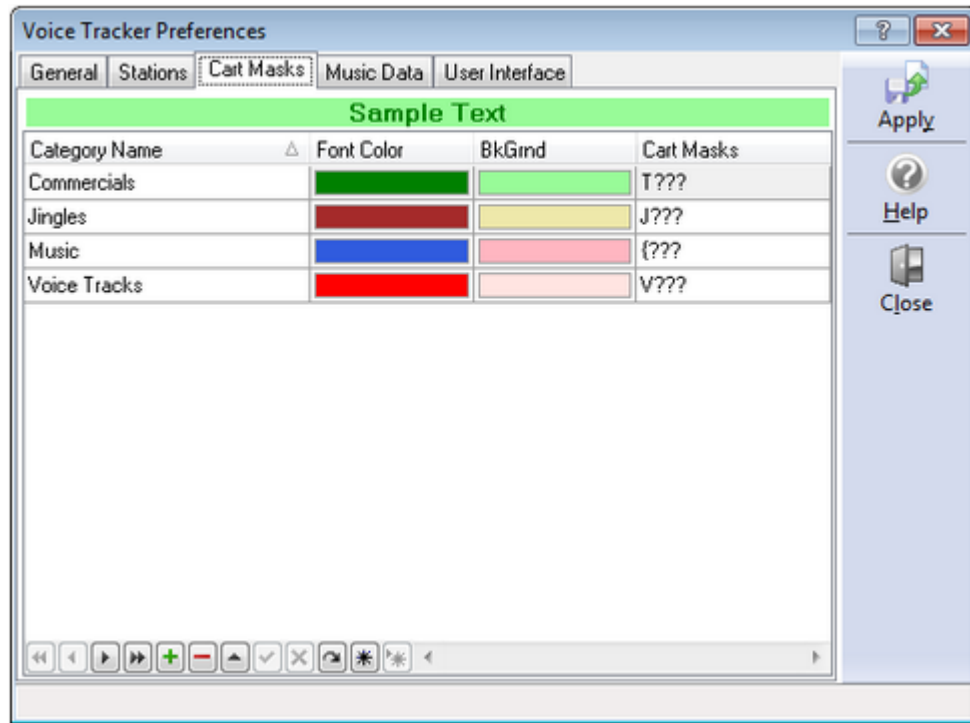 Voice Tracker Preferences
General Stations Cart Masks Music Data User Interface
Sample Text
Category Name Font Color BkGrnd Cart Masks
Commercials T???
Jingles J???
Music {???
Voice Tracks V???
Apply
Help
Close